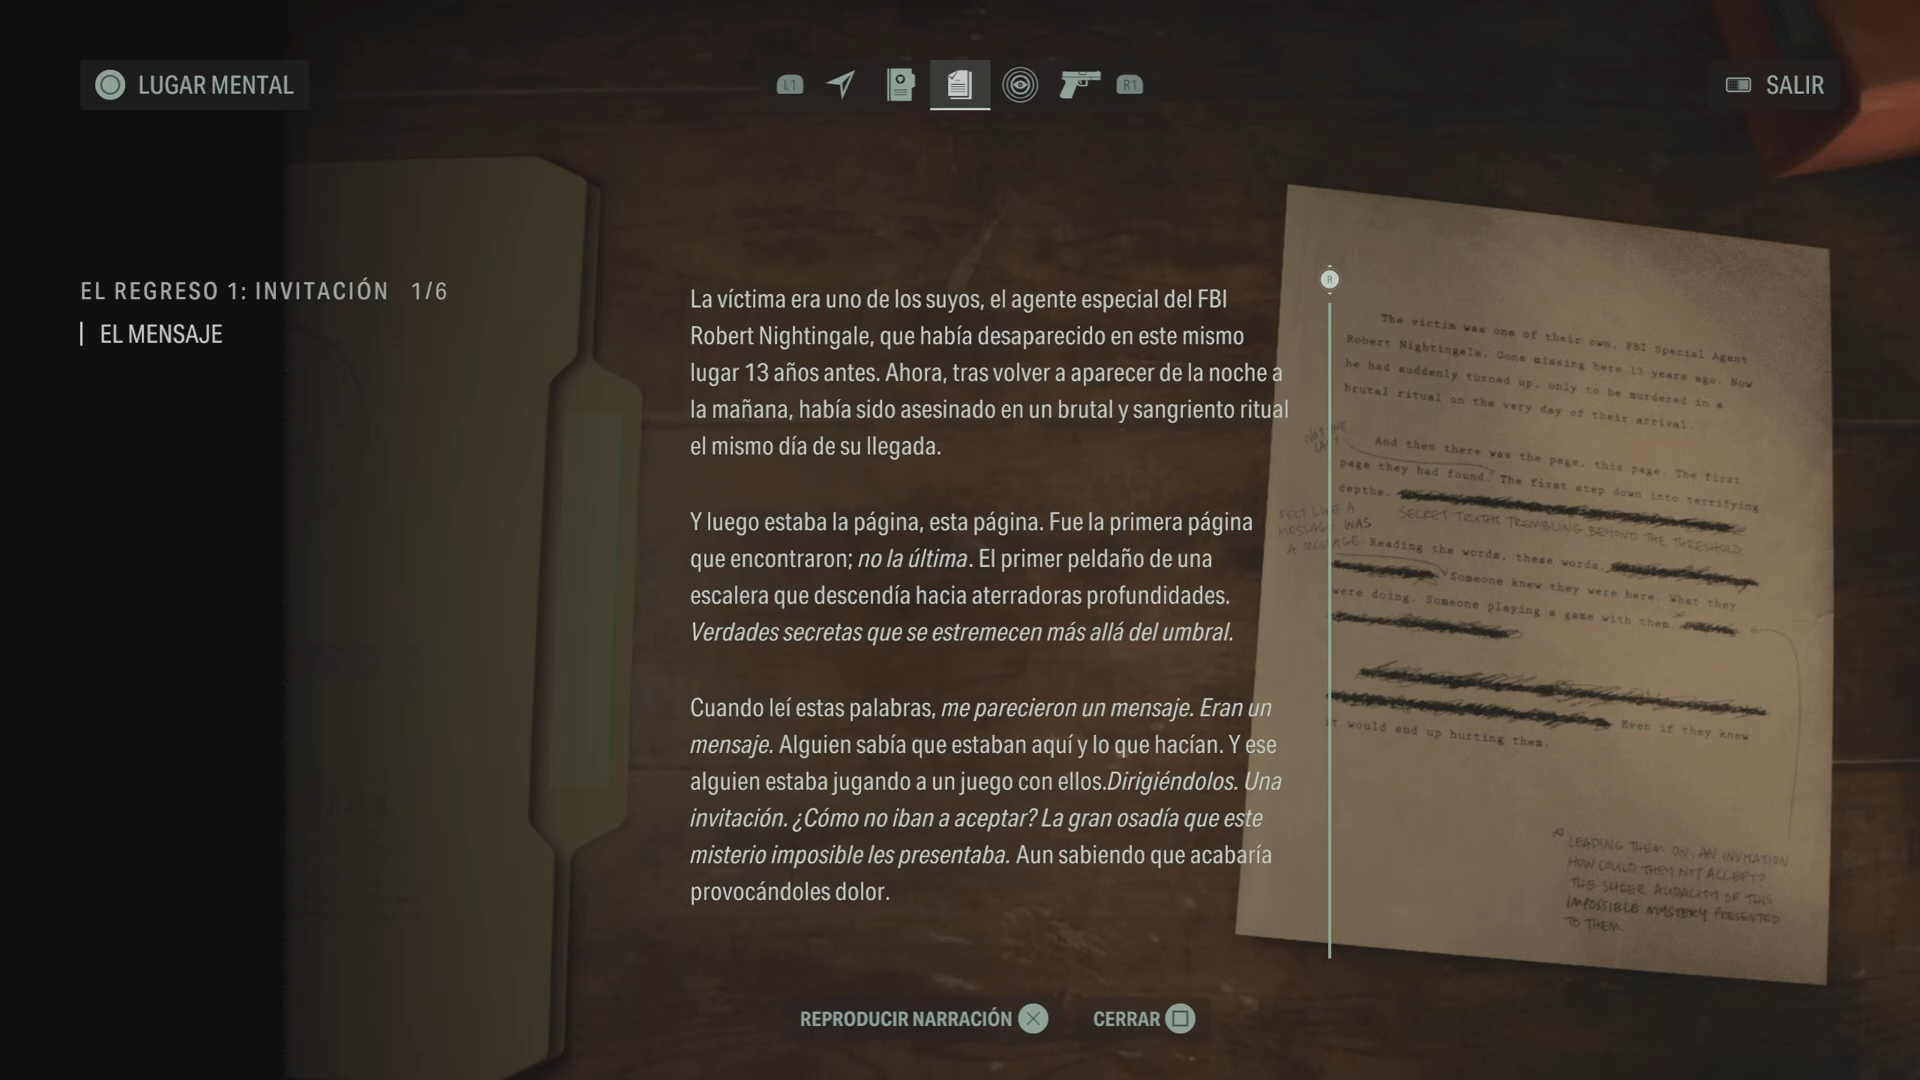 LUGAR MENTAL
L1
R1
SALIR
EL REGRESO 1: INVITACIÓN 1/6
EL MENSAJE
La víctima era uno de los suyos, el agente especial del FBI
Robert Nightingale, que había desaparecido en este mismo
lugar 13 años antes. Ahora, tras volver a aparecer de la noche a
la mañana, había sido asesinado en un brutal y sangriento ritual
el mismo día de su llegada.
Y luego estaba la página, esta página. Fue la primera página
que encontraron; no la última. El primer peldaño de una
escalera que descendía hacia aterradoras profundidades.
Verdades secretas que se estremecen más allá del umbral.
Cuando leí estas palabras, me parecieron un mensaje. Eran un
mensaje. Alguien sabía que estaban aquí y lo que hacían. Y ese
alguien estaba jugando a un juego con ellos.Dirigiéndolos. Una
invitación. ¿Cómo no iban a aceptar? La gran osadía que este
misterio imposible les presentaba. Aun sabiendo que acabaría
provocándoles dolor.
R
The victim was one of their own, FBI Special Agent
Robert Nightingale. Gone missing here 13 years ago. Now
he had suddenly turned up, only to be murdered in a
brutal ritual on the very day of their arrival.
NOT THE
LAST
And then there was the page, this page. The first
page they had found. The first step down into terrifying
depths.
SECRET TRUTHS TREMBLING BEYOND THE THRESHOLD.
FELT LIKE A
MESSAGE. WAS
A MESSAGE.
Reading the words, these words,
Someone knew they were here. What they
were doing. Someone playing a game with them.
Even if they knew
it would end up hurting them.
LEADING THEM ON. AN INVITATION.
HOW COULD THEY NOT ACCEPT?
THE SHEER AUDACITY OF THIS
IMPOSSIBLE MYSTERY PRESENTED
TO THEM.
REPRODUCIR NARRACIÓN
CERRAR